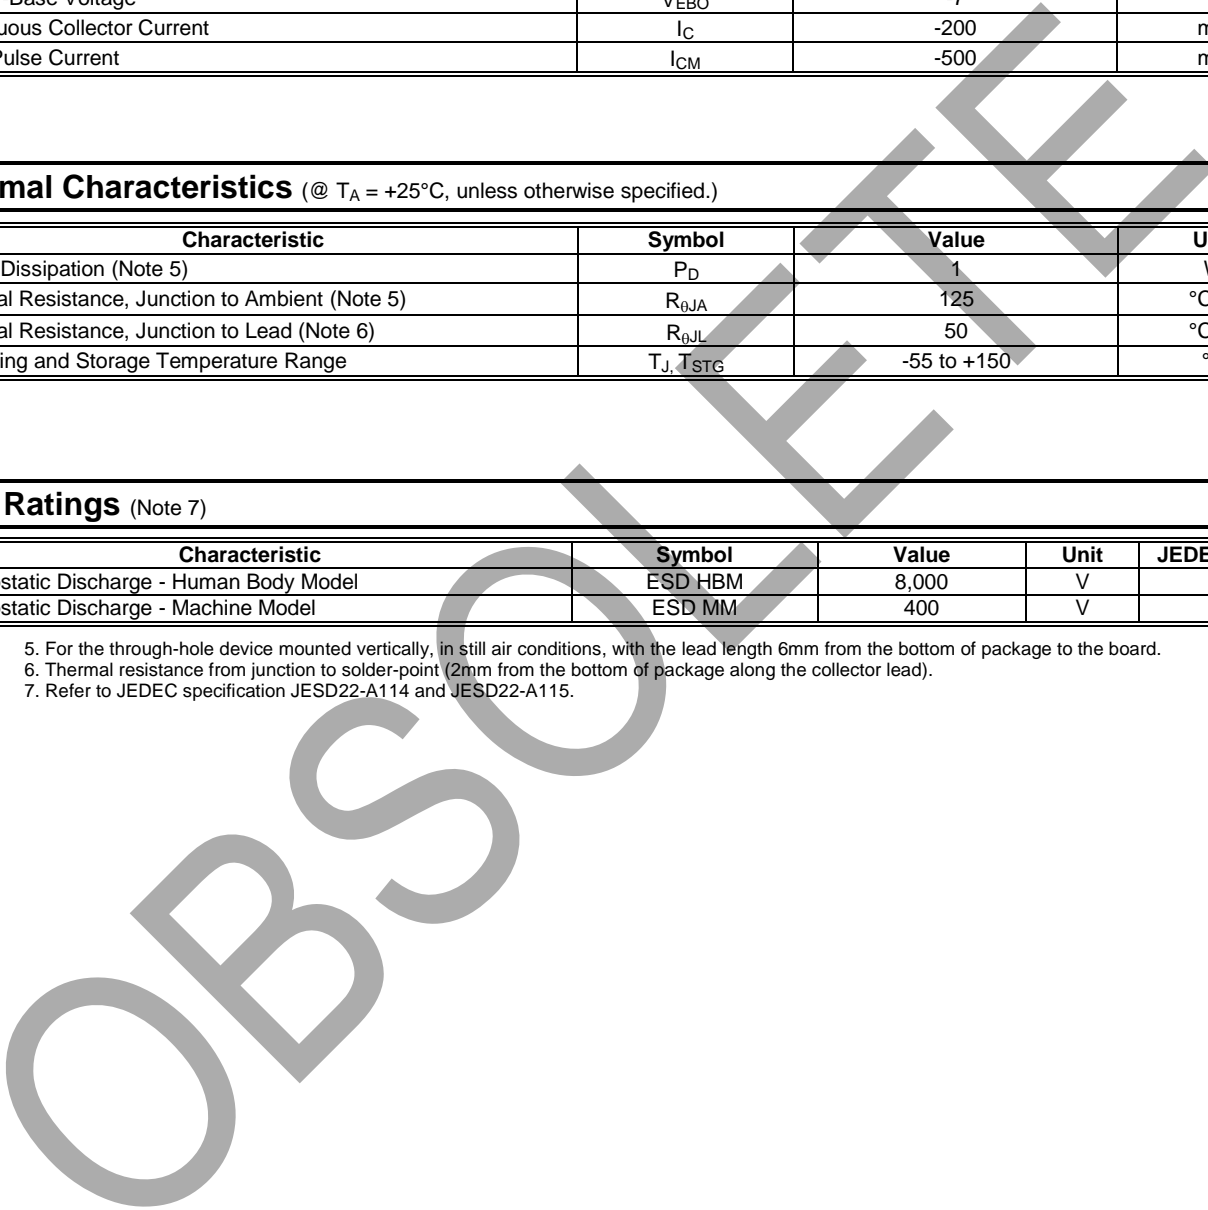 Base Voltage VEBO -7
uous Collector Current IC -200 m
Pulse Current ICM -500 m
mal Characteristics (@ TA = +25°C, unless otherwise specified.)
Characteristic Symbol Value U
Dissipation (Note 5) PD 1
al Resistance, Junction to Ambient (Note 5) RθJA 125 °C
al Resistance, Junction to Lead (Note 6) RθJL 50 °C
ing and Storage Temperature Range TJ, TSTG -55 to +150 °
Ratings (Note 7)
Characteristic Symbol Value Unit JEDE
static Discharge - Human Body Model ESD HBM 8,000 V
static Discharge - Machine Model ESD MM 400 V
5. For the through-hole device mounted vertically, in still air conditions, with the lead length 6mm from the bottom of package to the board.
6. Thermal resistance from junction to solder-point (2mm from the bottom of package along the collector lead).
7. Refer to JEDEC specification JESD22-A114 and JESD22-A115.
OBSOLETE